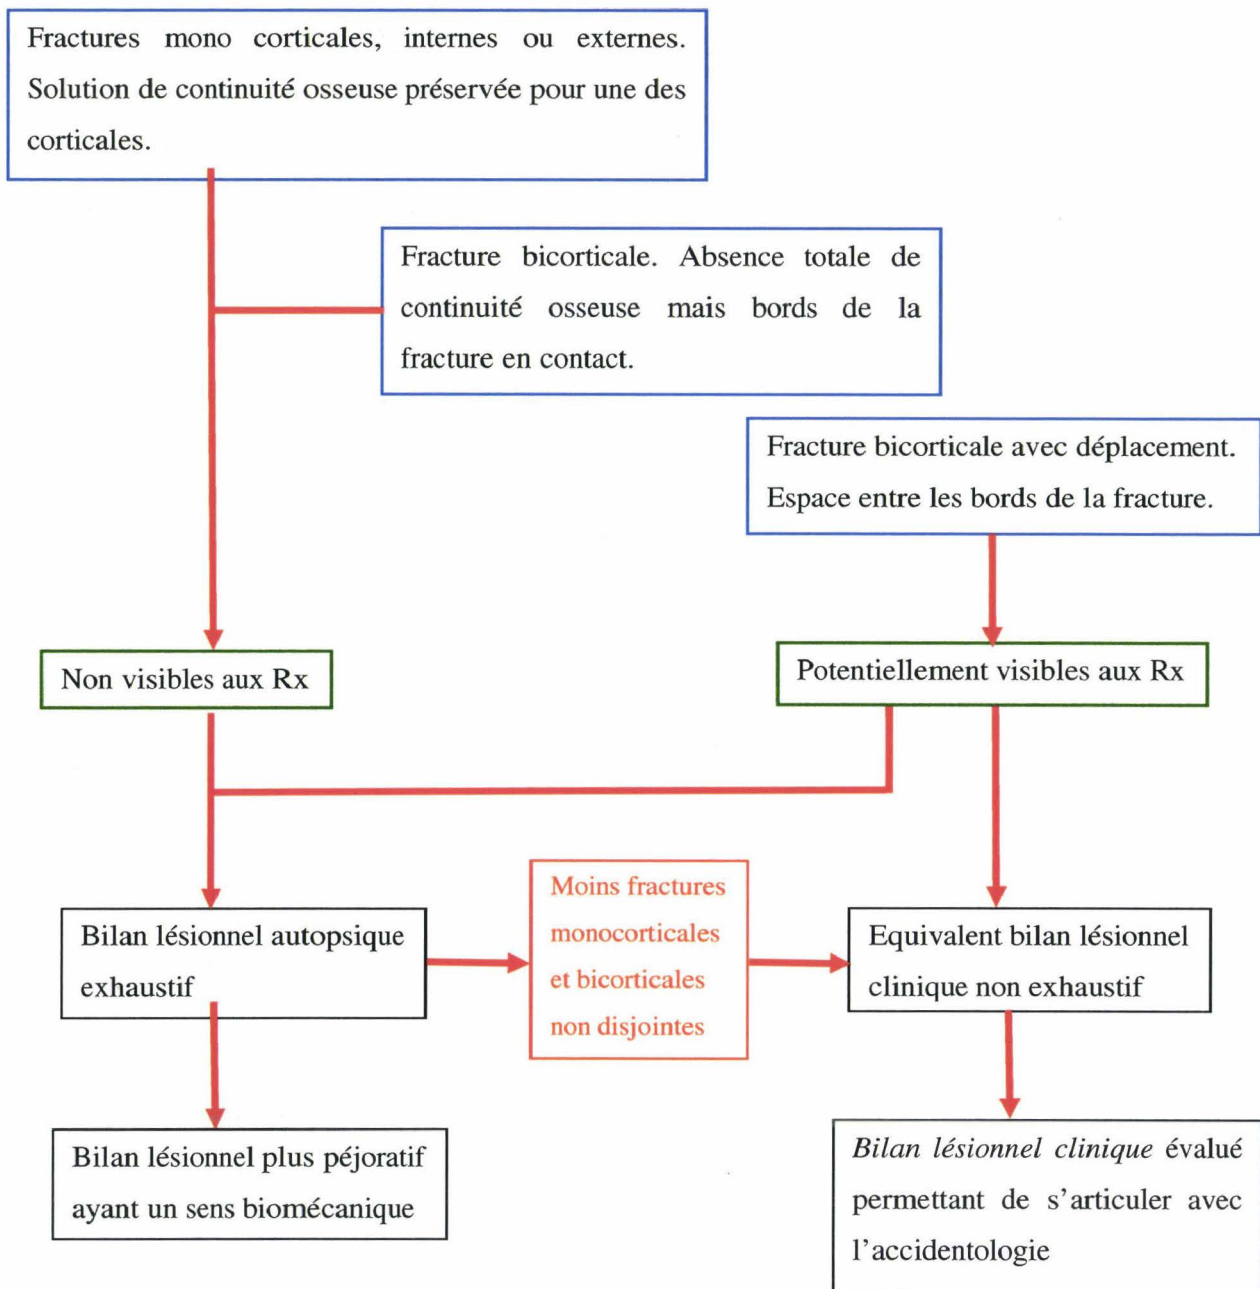 Fractures mono corticales, internes ou externes.
Solution de continuité osseuse préservée pour une des
corticales.
Fracture bicorticale. Absence totale de
continuité osseuse mais bords de la
fracture en contact.
Fracture bicorticale avec déplacement.
Espace entre les bords de la fracture.
Non visibles aux Rx
Potentiellement visibles aux Rx
Bilan lésionnel autopsique
exhaustif
Moins fractures
monocorticales
et bicorticales
non disjointes
Equivalent bilan lésionnel
clinique non exhaustif
Bilan lésionnel plus péjoratif
ayant un sens biomécanique
Bilan lésionnel clinique évalué
permettant de s'articuler avec
l'accidentologie